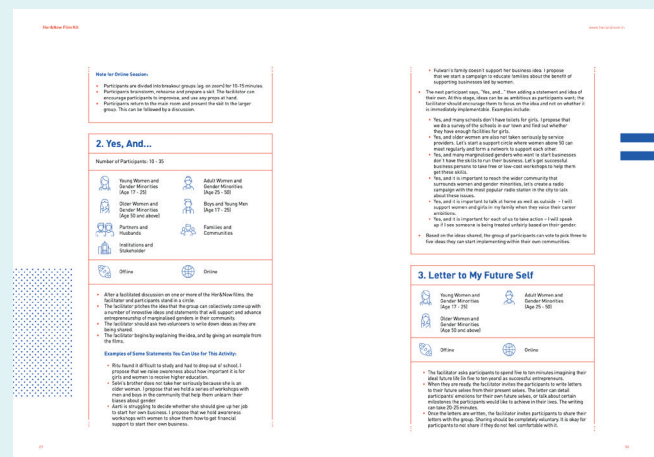 Note for Online Session:
• Participants are divided into breakout groups (eg. on zoom) for 10-15 minutes.
• Participants brainstorm, rehearse and prepare a skit. The facilitator can
encourage participants to improvise, and use any props at hand.
• Participants return to the main room and present the skit to the larger
group. This can be followed by a discussion.
2. Yes, And...
Number of Participants: 10 - 35
Young Women and
Gender Minorities
(Age 17 - 25)
Adult Women and
Gender Minorities
(Age 25 - 50)
Older Women and
Gender Minorities
(Age 50 and above)
Boys and Young Men
(Age 17 - 25)
Partners and
Husbands
Families and
Communities
Institutions and
Stakeholder
Offline
Online
• After a facilitated discussion on one or more of the Her&Now films, the
facilitator and participants stand in a circle.
• The facilitator pitches the idea that the group can collectively come up with
a number of innovative ideas and statements that will support and advance
entrepreneurship of marginalised genders in their community.
• The facilitator should ask two volunteers to write down ideas as they are
being shared.
• The facilitator begins by explaining the idea, and by giving an example from
the films.
Examples of Some Statements You Can Use for This Activity:
• Ritu found it difficult to study and had to drop out of school. I
propose that we raise awareness about how important it is for
girls and women to receive higher education.
• Selvi's brother does not take her seriously because she is an
older woman. I propose that we hold a series of workshops with
men and boys in the community that help them unlearn their
biases about gender.
• Aarti is struggling to decide whether she should give up her job
to start her own business. I propose that we hold awareness
workshops with women to show them how to get financial
support to start their own business.
• Fulwari's family doesn't support her business idea. I propose
that we start a campaign to educate families about the benefit of
supporting businesses led by women.
• The next participant says, "Yes, and..." then adding a statement and idea of
their own. At this stage, ideas can be as ambitious as participants want; the
facilitator should encourage them to focus on the idea and not on whether it
is immediately implementable. Examples include:
• Yes, and many schools don't have toilets for girls. I propose that
we do a survey of the schools in our town and find out whether
they have enough facilities for girls.
• Yes, and older women are also not taken seriously by service
providers. Let's start a support circle where women above 50 can
meet regularly and form a network to support each other.
• Yes, and many marginalised genders who want to start businesses
don't have the skills to run their business. Let's get successful
business persons to take free or low-cost workshops to help them
get these skills.
• Yes, and it is important to reach the wider community that
surrounds women and gender minorities, let's create a radio
campaign with the most popular radio station in the city to talk
about these issues.
• Yes, and it is important to talk at home as well as outside – I will
support women and girls in my family when they voice their career
ambitions.
• Yes, and it is important for each of us to take action – I will speak
up if I see someone is being treated unfairly based on their gender.
• Based on the ideas shared, the group of participants can vote to pick three to
five ideas they can start implementing within their own communities.
3. Letter to My Future Self
Young Women and
Gender Minorities
(Age 17 - 25)
Adult Women and
Gender Minorities
(Age 25 - 50)
Older Women and
Gender Minorities
(Age 50 and above)
Offline
Online
• The facilitator asks participants to spend five to ten minutes imagining their
ideal future life (in five to ten years) as successful entrepreneurs.
• When they are ready, the facilitator invites the participants to write letters
to their future selves from their present selves. The letter can detail
participants' emotions for their own future selves, or talk about certain
milestones the participants would like to achieve in their lives. The writing
can take 20-25 minutes.
• Once the letters are written, the facilitator invites participants to share their
letters with the group. Sharing should be completely voluntary. It is okay for
participants to not share if they do not feel comfortable with it.